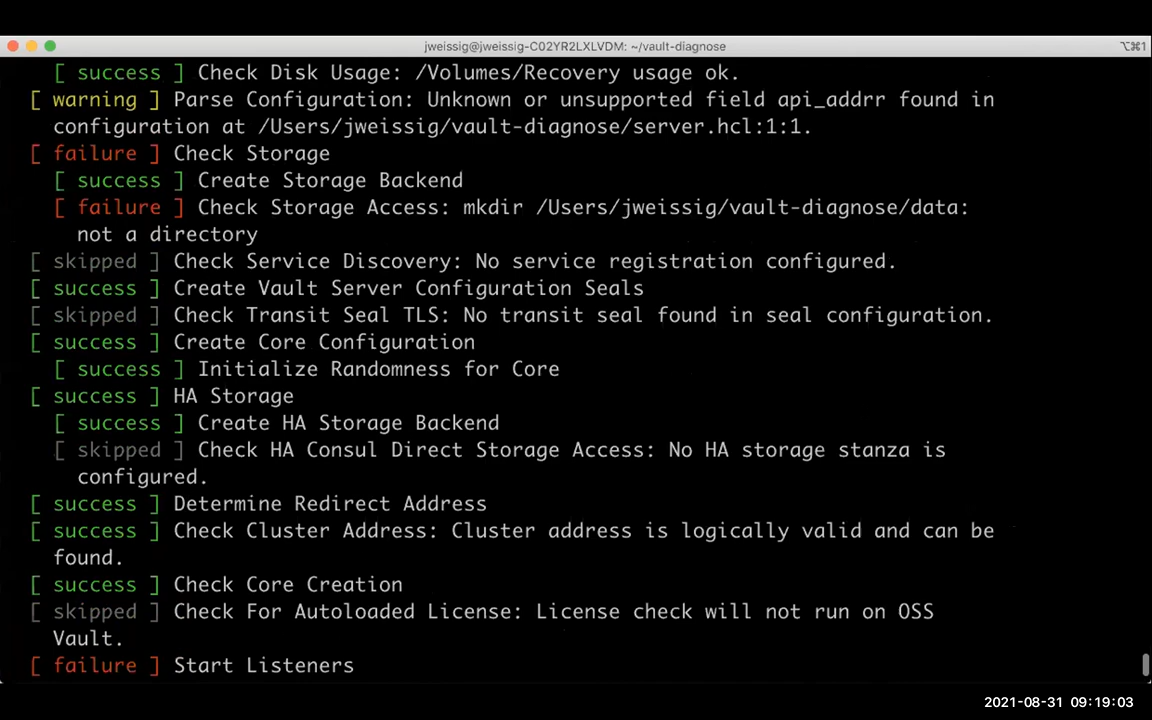 jweissig@jweissig-C02YR2LXLVDM: ~/vault-diagnose
⌥⌘1
[ success ] Check Disk Usage: /Volumes/Recovery usage ok.
[ warning ] Parse Configuration: Unknown or unsupported field api_addrr found in
configuration at /Users/jweissig/vault-diagnose/server.hcl:1:1.
[ failure ] Check Storage
[ success ] Create Storage Backend
[ failure ] Check Storage Access: mkdir /Users/jweissig/vault-diagnose/data:
not a directory
[ skipped ] Check Service Discovery: No service registration configured.
[ success ] Create Vault Server Configuration Seals
[ skipped ] Check Transit Seal TLS: No transit seal found in seal configuration.
[ success ] Create Core Configuration
[ success ] Initialize Randomness for Core
[ success ] HA Storage
[ success ] Create HA Storage Backend
[ skipped ] Check HA Consul Direct Storage Access: No HA storage stanza is
configured.
[ success ] Determine Redirect Address
[ success ] Check Cluster Address: Cluster address is logically valid and can be
found.
[ success ] Check Core Creation
[ skipped ] Check For Autoloaded License: License check will not run on OSS
Vault.
[ failure ] Start Listeners
2021-08-31 09:19:03